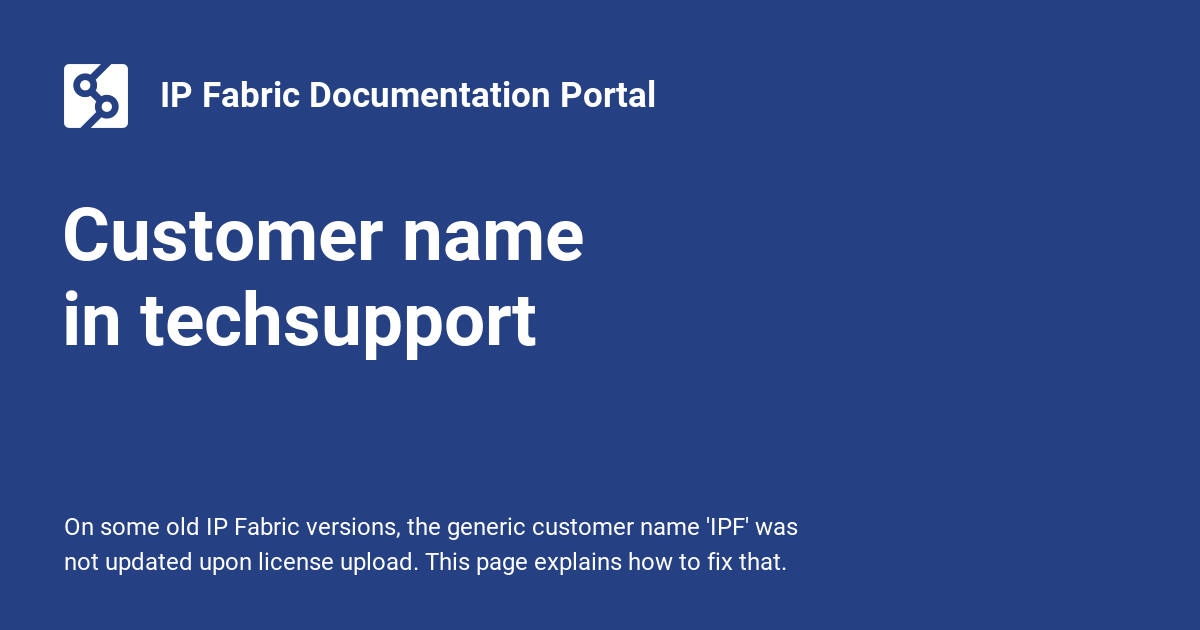 IP Fabric Documentation Portal
Customer name
in techsupport
On some old IP Fabric versions, the generic customer name 'IPF' was
not updated upon license upload. This page explains how to fix that.